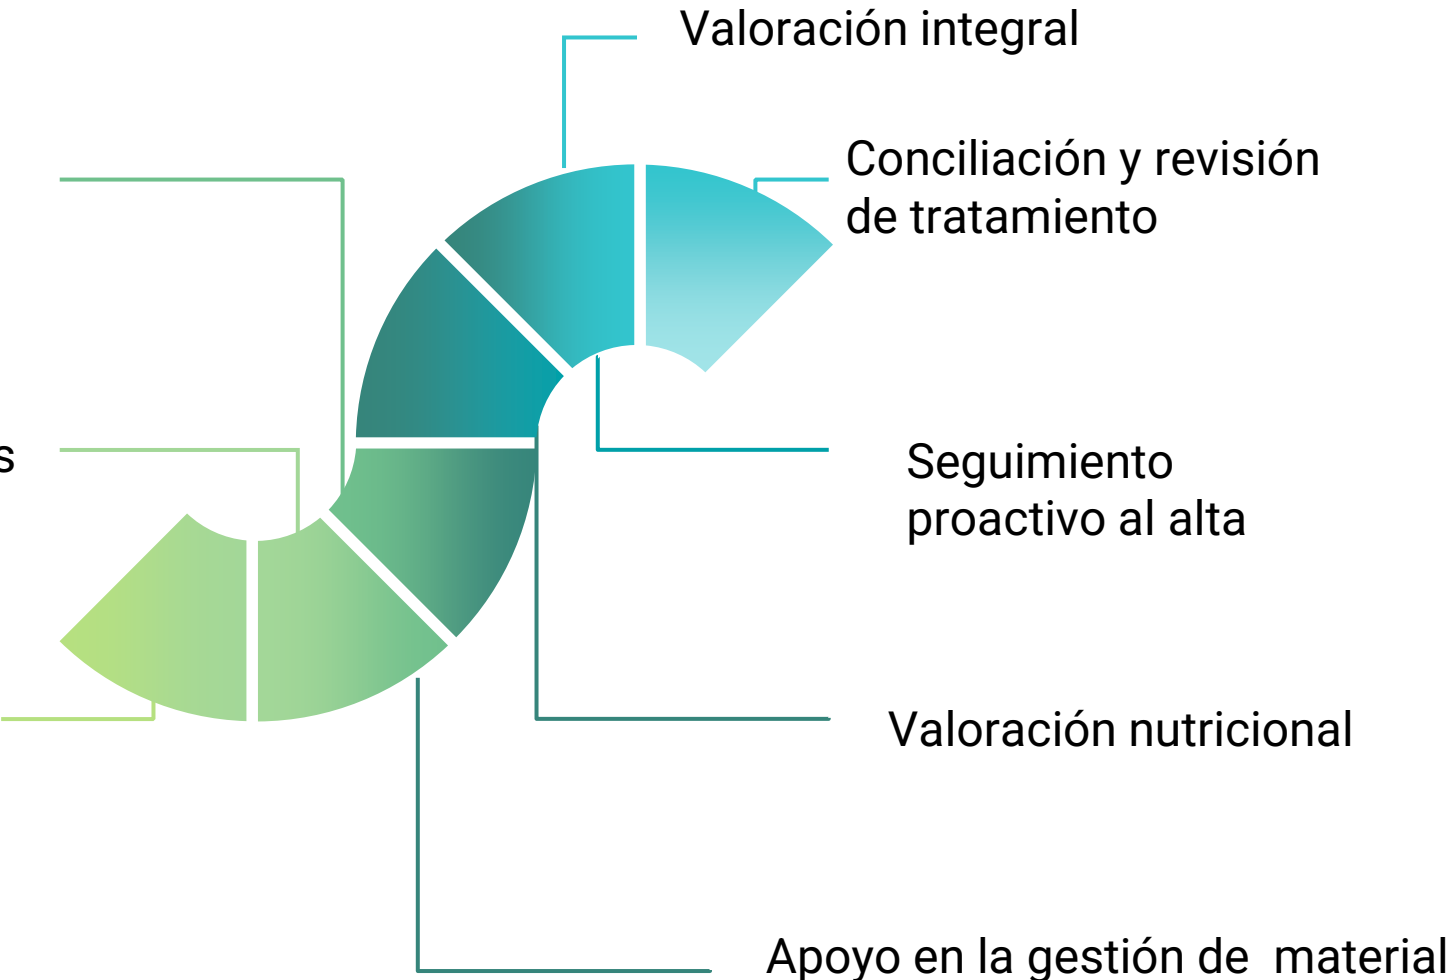 Valoración integral
Conciliación y revisión
de tratamiento
s
Seguimiento
proactivo al alta
Valoración nutricional
Apoyo en la gestión de material